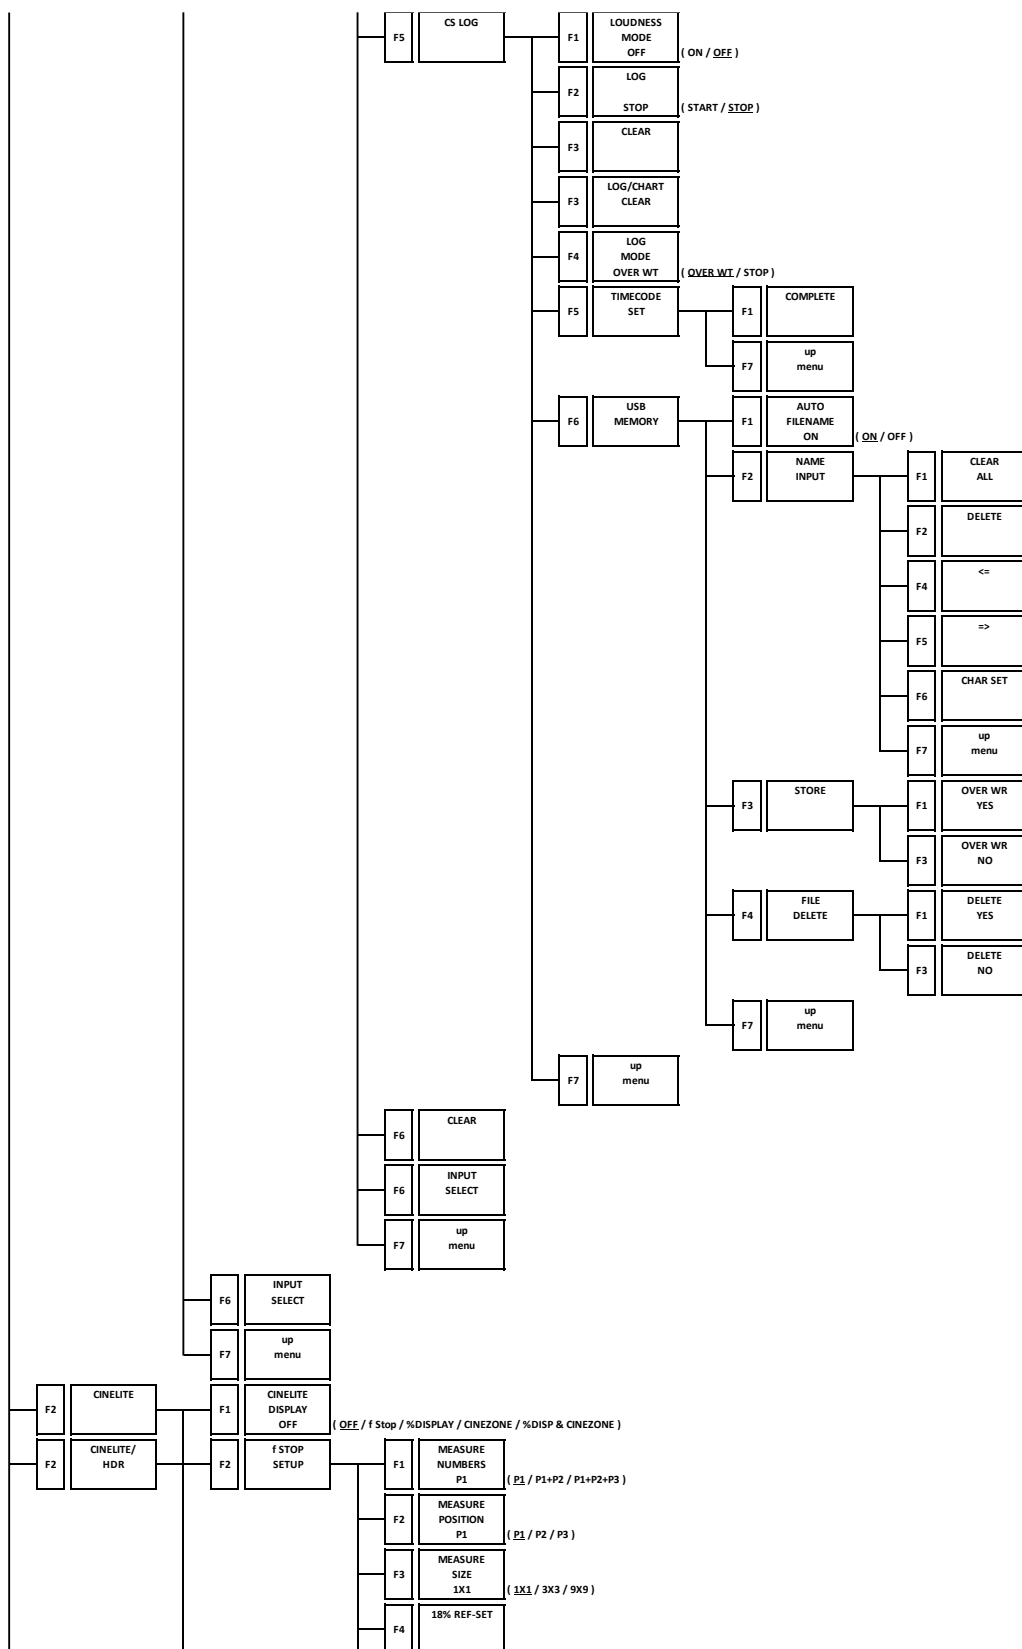 F5
CS LOG
F1
LOUDNESS
MODE
OFF
( ON / OFF )
F2
LOG
STOP
( START / STOP )
F3
CLEAR
F3
LOG/CHART
CLEAR
F4
LOG
MODE
OVER WT
( OVER WT / STOP )
F5
TIMECODE
SET
F1
COMPLETE
F7
up
menu
F6
USB
MEMORY
F1
AUTO
FILENAME
ON
( ON / OFF )
F2
NAME
INPUT
F1
CLEAR
ALL
F2
DELETE
F4
<=
F5
=>
F6
CHAR SET
F7
up
menu
F3
STORE
F1
OVER WR
YES
F3
OVER WR
NO
F4
FILE
DELETE
F1
DELETE
YES
F3
DELETE
NO
F7
up
menu
F7
up
menu
F6
CLEAR
F6
INPUT
SELECT
F7
up
menu
F6
INPUT
SELECT
F7
up
menu
F2
CINELITE
F1
CINELITE
DISPLAY
OFF
( OFF / f Stop / %DISPLAY / CINEZONE / %DISP & CINEZONE )
F2
CINELITE/
HDR
F2
f STOP
SETUP
F1
MEASURE
NUMBERS
P1
( P1 / P1+P2 / P1+P2+P3 )
F2
MEASURE
POSITION
P1
( P1 / P2 / P3 )
F3
MEASURE
SIZE
1X1
( 1X1 / 3X3 / 9X9 )
F4
18% REF-SET